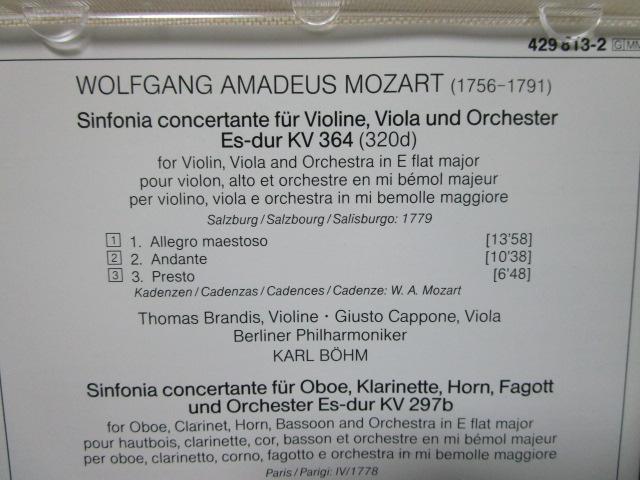 429 813-2 GMM
WOLFGANG AMADEUS MOZART (1756–1791)
Sinfonia concertante für Violine, Viola und Orchester
Es-dur KV 364 (320d)
for Violin, Viola and Orchestra in E flat major
pour violon, alto et orchestre en mi bémol majeur
per violino, viola e orchestra in mi bemolle maggiore
Salzburg / Salzbourg / Salisburgo: 1779
1 1. Allegro maestoso [13'58]
2 2. Andante [10'38]
3 3. Presto [6'48]
Kadenzen / Cadenzas / Cadences / Cadenze: W. A. Mozart
Thomas Brandis, Violine · Giusto Cappone, Viola
Berliner Philharmoniker
KARL BÖHM
Sinfonia concertante für Oboe, Klarinette, Horn, Fagott
und Orchester Es-dur KV 297b
for Oboe, Clarinet, Horn, Bassoon and Orchestra in E flat major
pour hautbois, clarinette, cor, basson et orchestre en mi bémol majeur
per oboe, clarinetto, corno, fagotto e orchestra in mi bemolle maggiore
Paris / Parigi: IV/1778